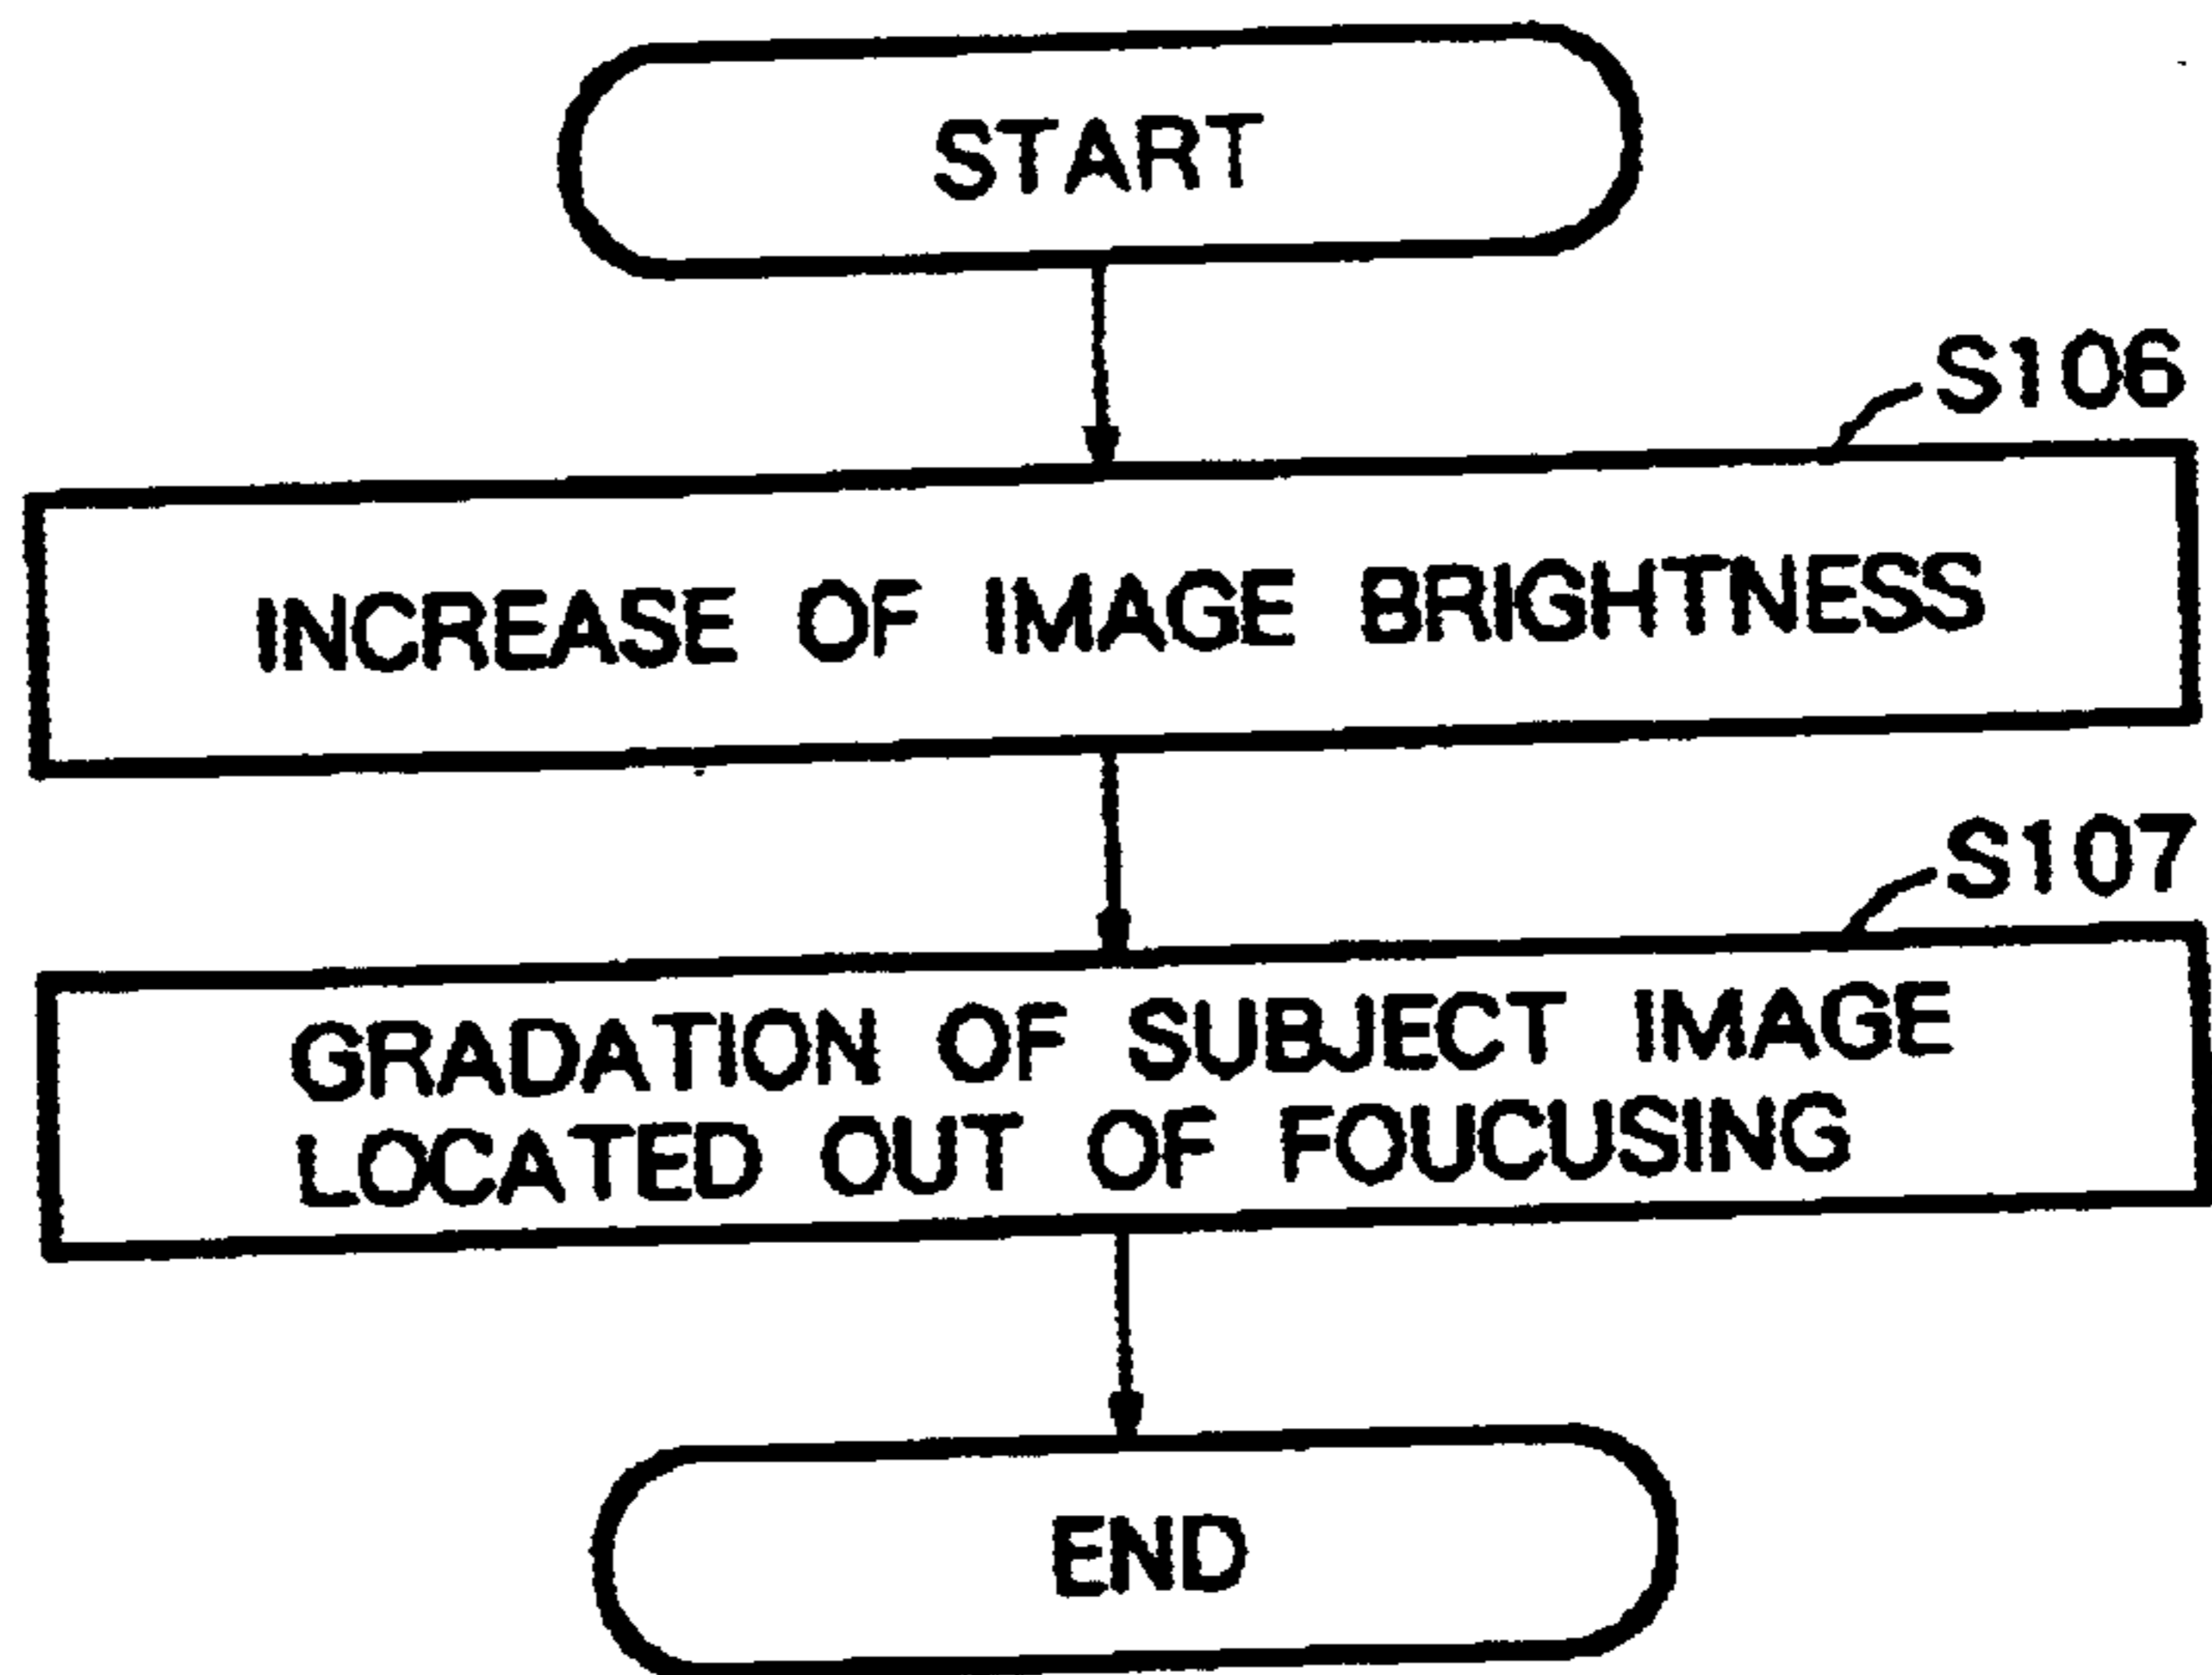 START
S106
INCREASE OF IMAGE BRIGHTNESS
S107
GRADATION OF SUBJECT IMAGE
LOCATED OUT OF FOUCUSING
END